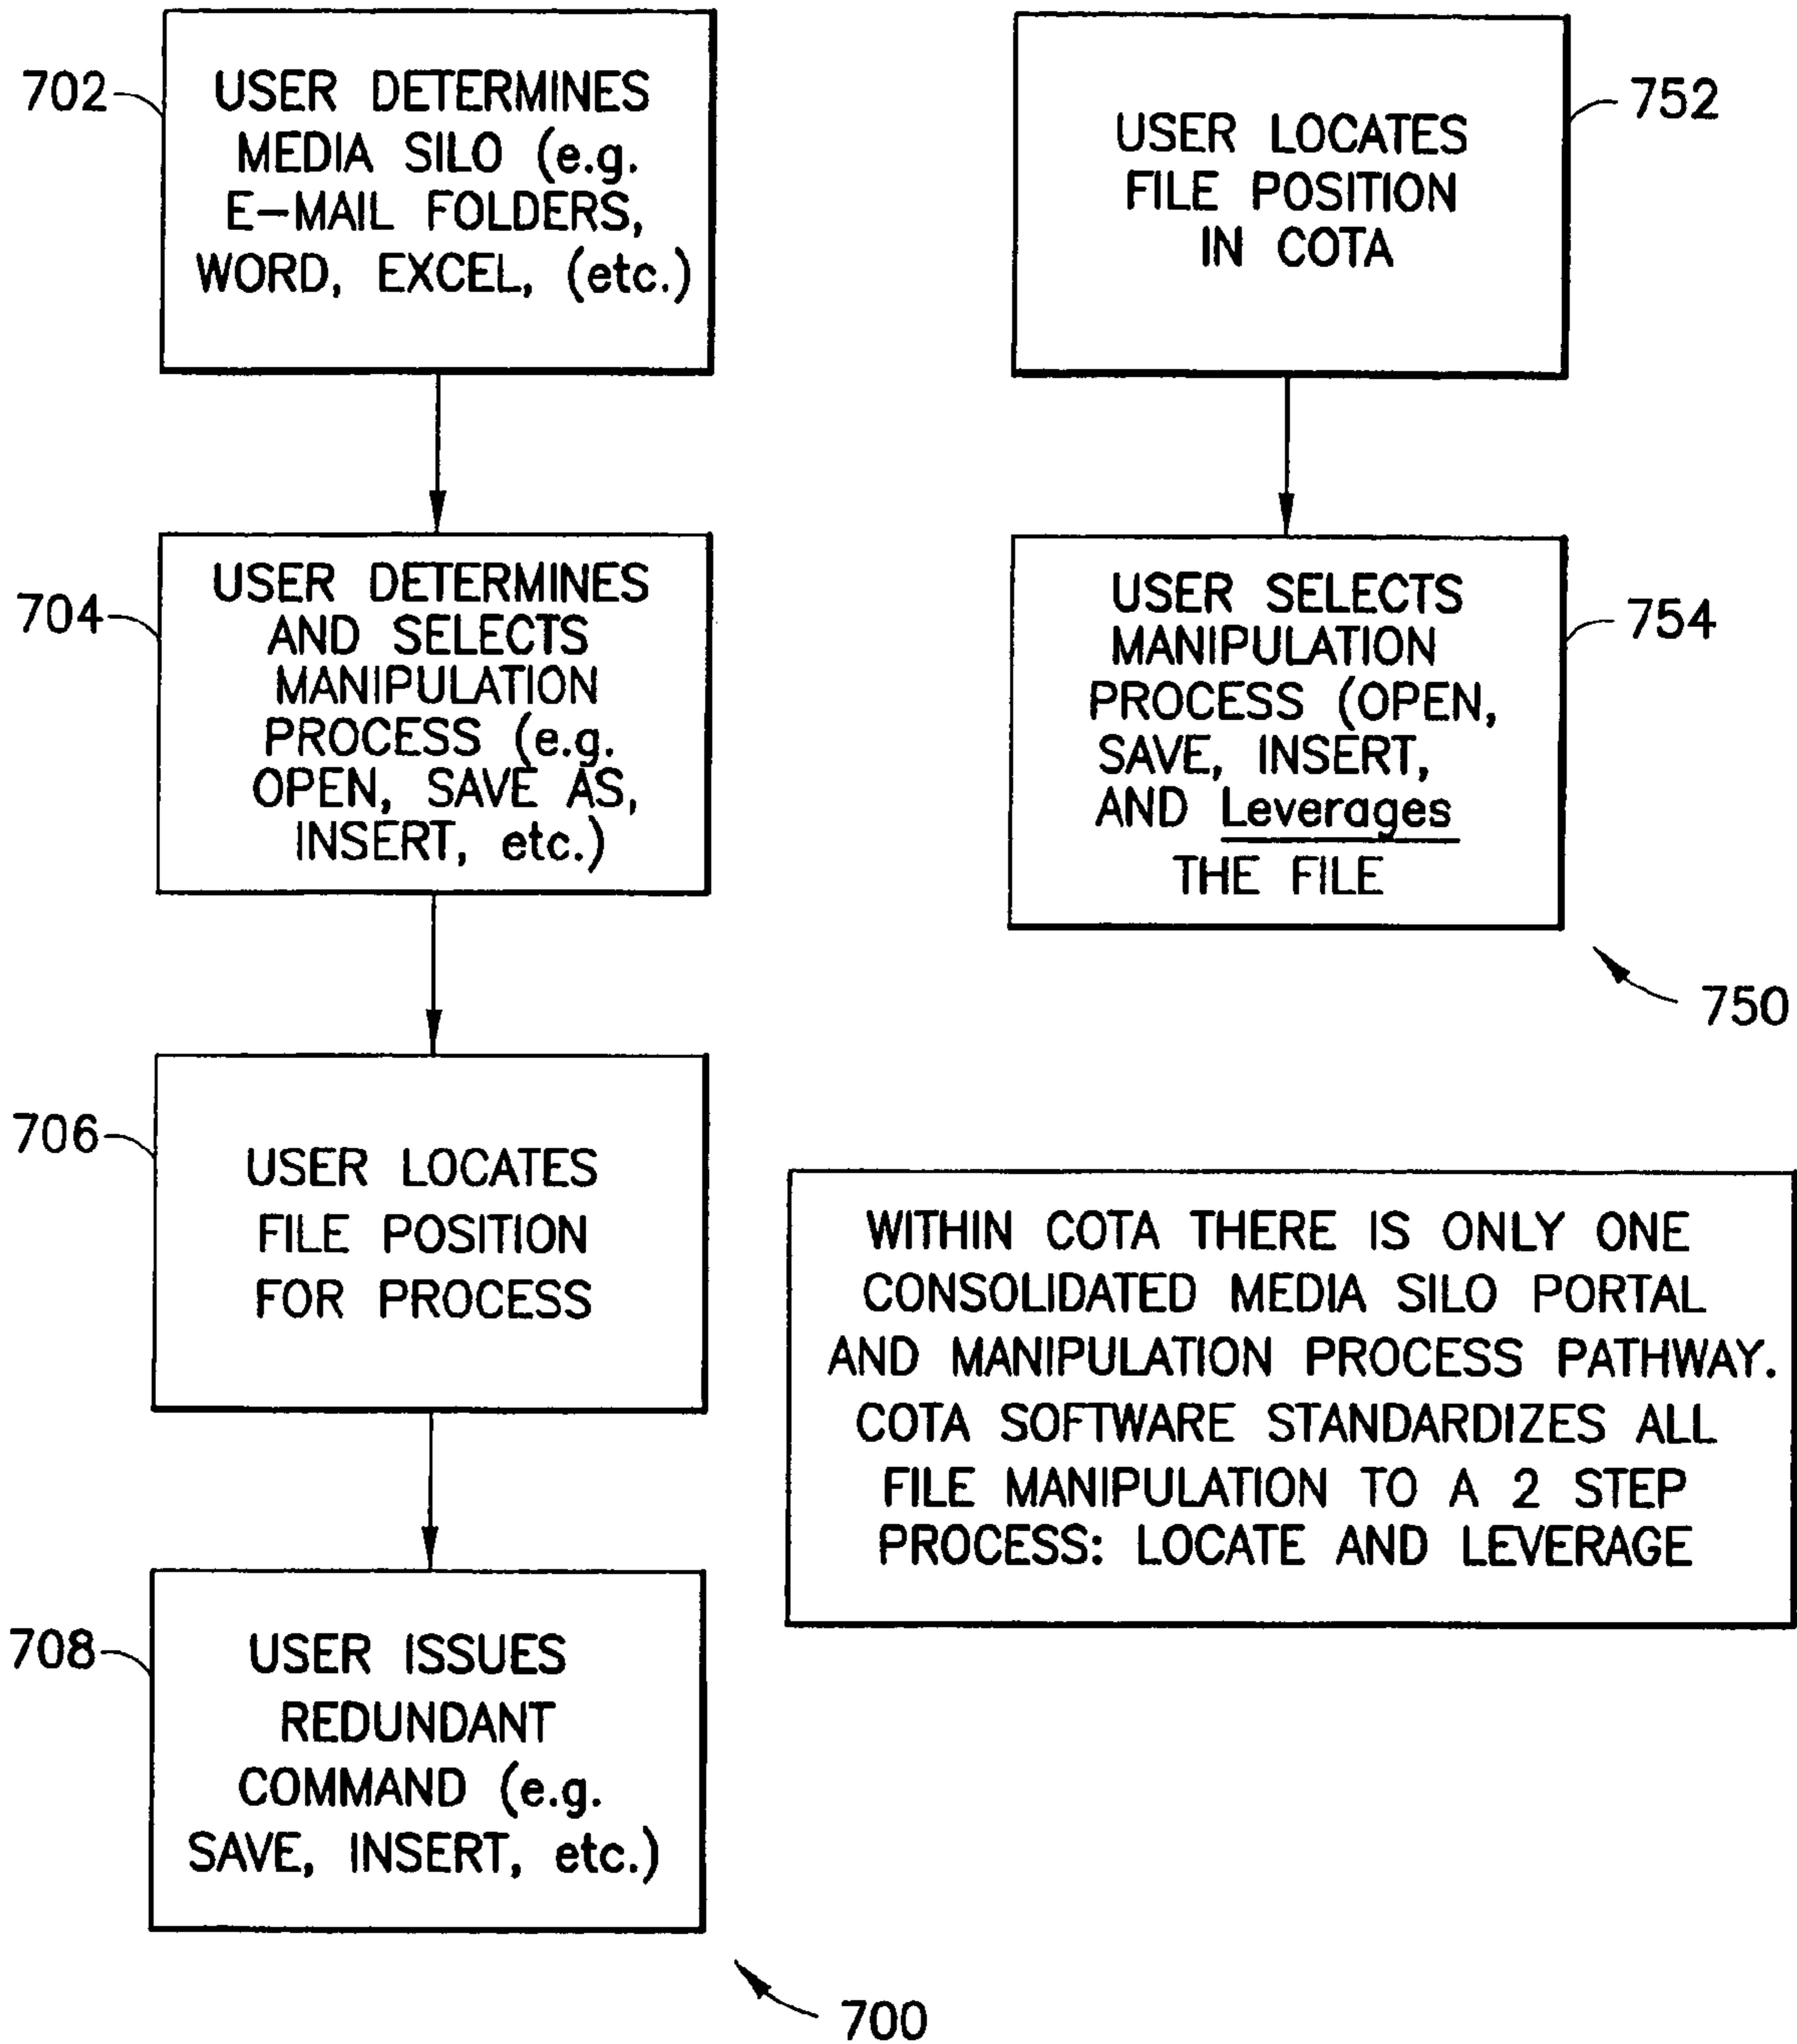 702
USER DETERMINES
MEDIA SILO (e.g.
E-MAIL FOLDERS,
WORD, EXCEL, (etc.)
704
USER DETERMINES
AND SELECTS
MANIPULATION
PROCESS (e.g.
OPEN, SAVE AS,
INSERT, etc.)
706
USER LOCATES
FILE POSITION
FOR PROCESS
708
USER ISSUES
REDUNDANT
COMMAND (e.g.
SAVE, INSERT, etc.)
700
752
USER LOCATES
FILE POSITION
IN COTA
754
USER SELECTS
MANIPULATION
PROCESS (OPEN,
SAVE, INSERT,
AND Leverages
THE FILE
750
WITHIN COTA THERE IS ONLY ONE
CONSOLIDATED MEDIA SILO PORTAL
AND MANIPULATION PROCESS PATHWAY.
COTA SOFTWARE STANDARDIZES ALL
FILE MANIPULATION TO A 2 STEP
PROCESS: LOCATE AND LEVERAGE